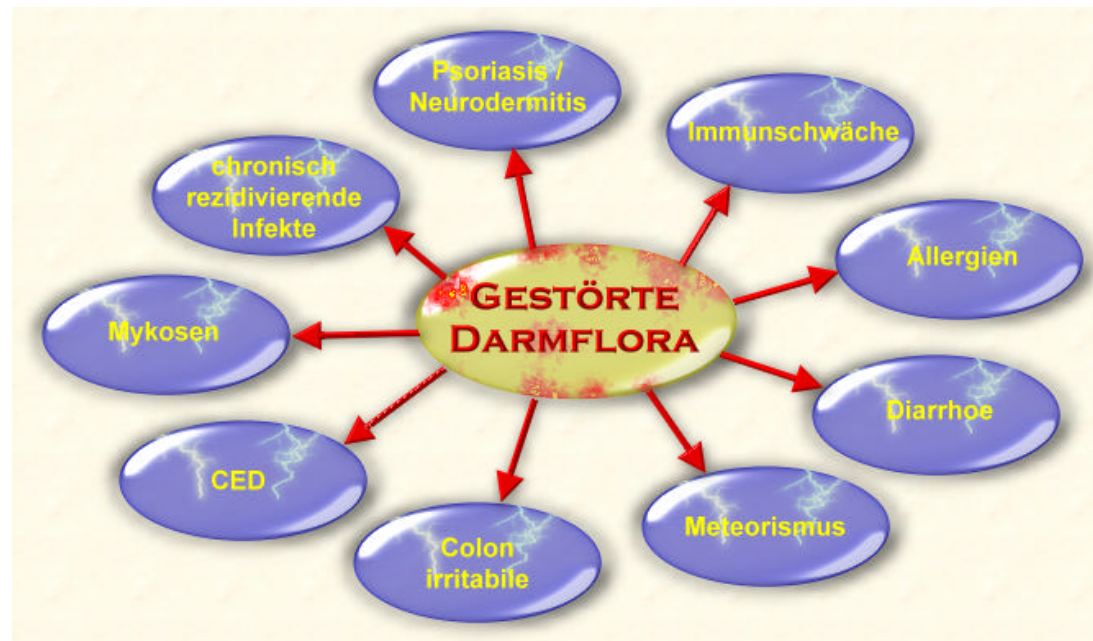 Psoriasis /
Neurodermitis
Immunschwäche
chronisch
rezidivierende
Infekte
Allergien
GESTÖRTE
DARMFLORA
Mykosen
Diarrhoe
CED
Meteorismus
Colon
irritabile